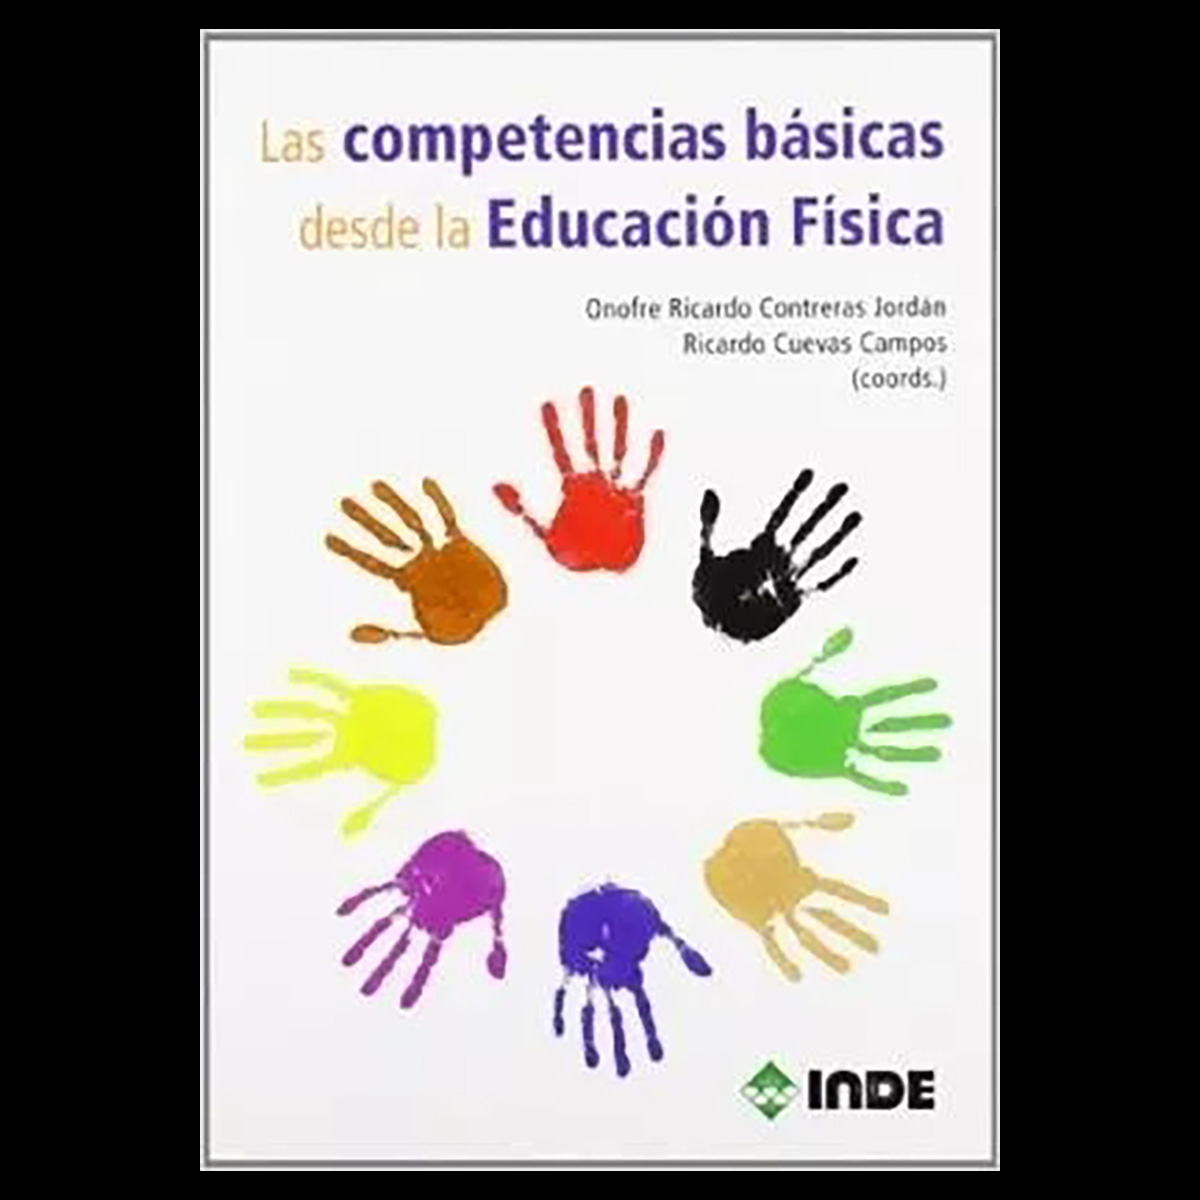 Las competencias básicas
desde la Educación Física
Onofre Ricardo Contreras Jordán
Ricardo Cuevas Campos
(coords.)
INDE